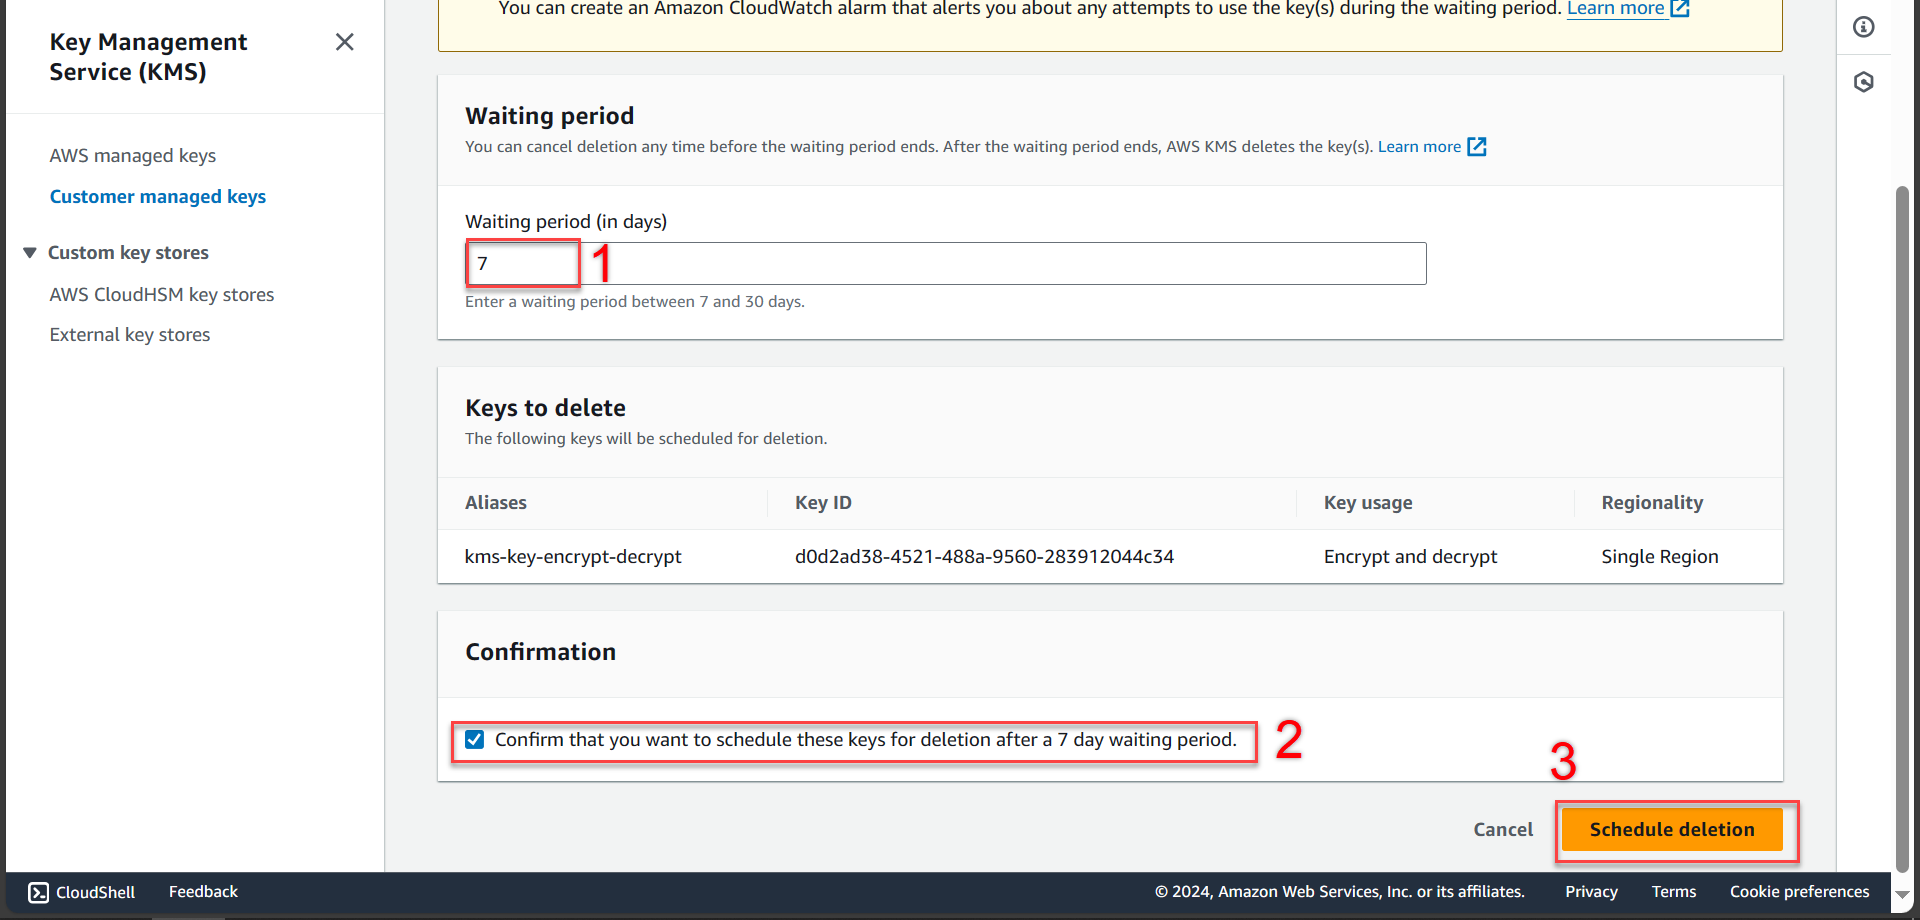 You can create an Amazon CloudWatch alarm that alerts you about any attempts to use the key(s) during the waiting period. Learn more
Key Management
Service (KMS)
AWS managed keys
Customer managed keys
Custom key stores
AWS CloudHSM key stores
External key stores
Waiting period
You can cancel deletion any time before the waiting period ends. After the waiting period ends, AWS KMS deletes the key(s). Learn more
Waiting period (in days)
7 1
Enter a waiting period between 7 and 30 days.
Keys to delete
The following keys will be scheduled for deletion.
Aliases Key ID Key usage Regionality
kms-key-encrypt-decrypt d0d2ad38-4521-488a-9560-283912044c34 Encrypt and decrypt Single Region
Confirmation
Confirm that you want to schedule these keys for deletion after a 7 day waiting period. 2
3
Cancel Schedule deletion
CloudShell Feedback © 2024, Amazon Web Services, Inc. or its affiliates. Privacy Terms Cookie preferences